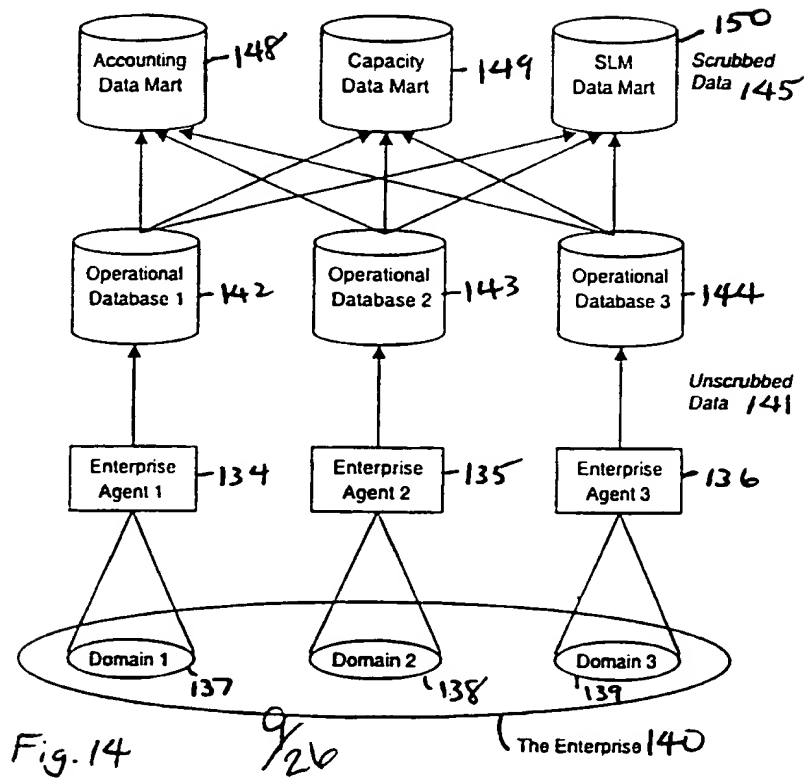 Accounting
Data Mart
148
Capacity
Data Mart
149
SLM
Data Mart
150
Scrubbed
Data 145
Operational
Database 1
142
Operational
Database 2
143
Operational
Database 3
144
Unscrubbed
Data 141
Enterprise
Agent 1
134
Enterprise
Agent 2
135
Enterprise
Agent 3
136
Domain 1
137
Domain 2
138
Domain 3
139
Fig. 14
9/26
The Enterprise 140